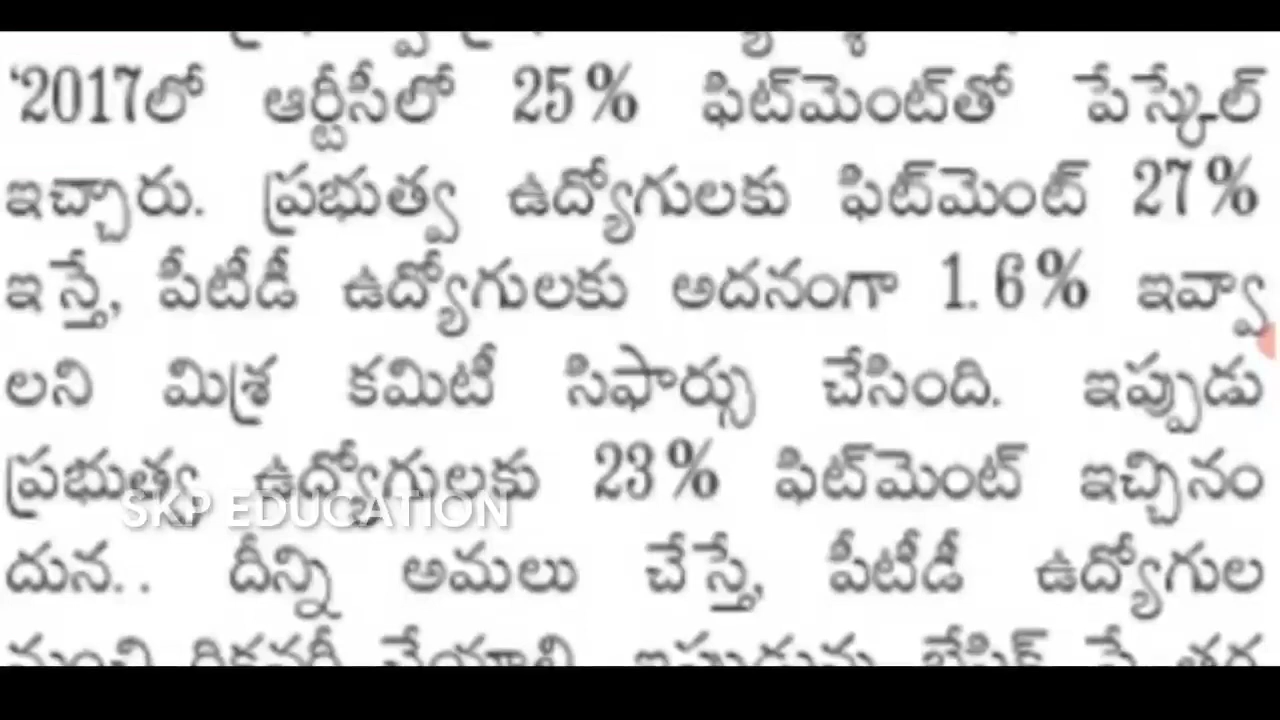 ‘2017లో ఆర్టీసీలో 25% ఫిట్‌మెంట్‌తో పేస్కేల్
ఇచ్చారు. ప్రభుత్వ ఉద్యోగులకు ఫిట్‌మెంట్ 27%
ఇస్తే, పీటీడీ ఉద్యోగులకు అదనంగా 1.6% ఇవ్వా
లని మిశ్ర కమిటీ సిఫార్సు చేసింది. ఇప్పుడు
ప్రభుత్వ ఉద్యోగులకు 23% ఫిట్‌మెంట్ ఇచ్చినం
SKP EDUCATION
దున.. దీన్ని అమలు చేస్తే, పీటీడీ ఉద్యోగుల